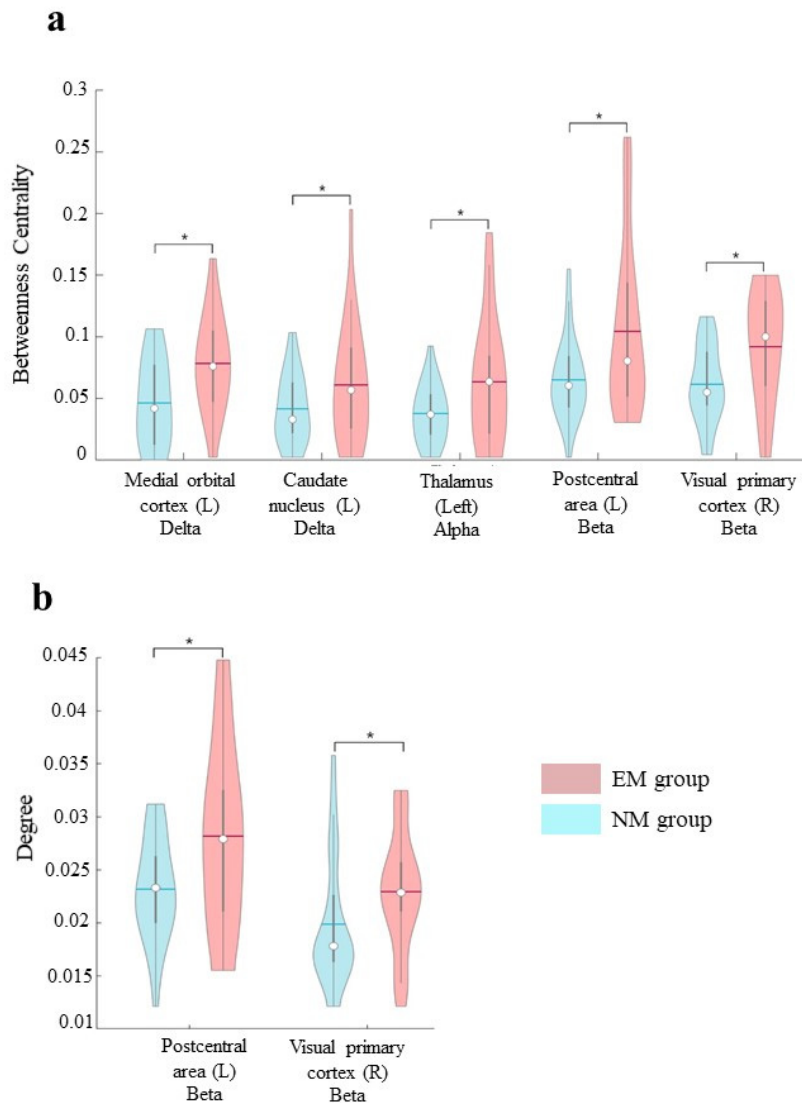 a
0.3
0.25
0.2
0.15
0.1
0.05
0
Betweenness Centrality
*
*
*
*
*
Medial orbital
cortex (L)
Delta
Caudate
nucleus (L)
Delta
Thalamus
(Left)
Alpha
Postcentral
area (L)
Beta
Visual primary
cortex (R)
Beta
b
0.045
0.04
0.035
0.03
0.025
0.02
0.015
0.01
Degree
*
*
Postcentral
area (L)
Beta
Visual primary
cortex (R)
Beta
EM group
NM group